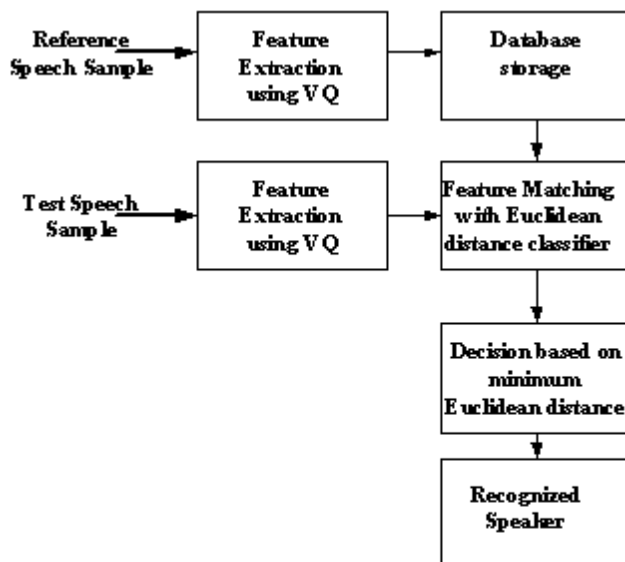 Reference
Speech Sample
Feature
Extraction
using VQ
Database
storage
Test Speech
Sample
Feature
Extraction
using VQ
Feature Matching
with Euclidean
distance classifier
Decision based on
minimum
Euclidean distance
Recognized
Speaker